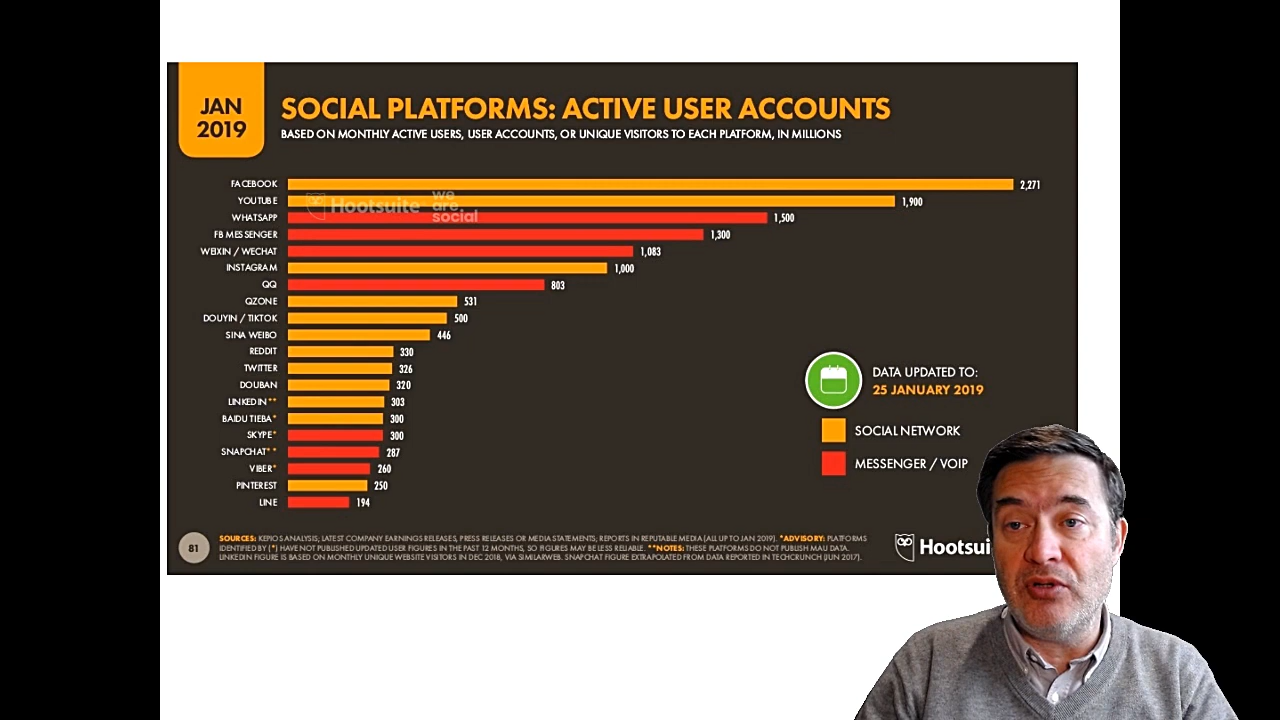 JAN
2019
SOCIAL PLATFORMS: ACTIVE USER ACCOUNTS
BASED ON MONTHLY ACTIVE USERS, USER ACCOUNTS, OR UNIQUE VISITORS TO EACH PLATFORM, IN MILLIONS
FACEBOOK 2,271
YOUTUBE 1,900
WHATSAPP 1,500
FB MESSENGER 1,300
WEIXIN / WECHAT 1,083
INSTAGRAM 1,000
QQ 803
QZONE 531
DOUYIN / TIKTOK 500
SINA WEIBO 446
REDDIT 330
TWITTER 326
DOUBAN 320
LINKEDIN** 303
BAIDU TIEBA* 300
SKYPE* 300
SNAPCHAT** 287
VIBER* 260
PINTEREST 250
LINE 194
Hootsuite
we
are.
social
DATA UPDATED TO:
25 JANUARY 2019
SOCIAL NETWORK
MESSENGER / VOIP
81
SOURCES: KEPIOS ANALYSIS; LATEST COMPANY EARNINGS RELEASES, PRESS RELEASES OR MEDIA STATEMENTS; REPORTS IN REPUTABLE MEDIA (ALL UP TO JAN 2019). *ADVISORY: PLATFORMS
IDENTIFIED BY (*) HAVE NOT PUBLISHED UPDATED USER FIGURES IN THE PAST 12 MONTHS, SO FIGURES MAY BE LESS RELIABLE. **NOTES: THESE PLATFORMS DO NOT PUBLISH MAU DATA.
LINKEDIN FIGURE IS BASED ON MONTHLY UNIQUE WEBSITE VISITORS IN DEC 2018, VIA SIMILARWEB. SNAPCHAT FIGURE EXTRAPOLATED FROM DATA REPORTED IN TECHCRUNCH (JUN 2017).
Hootsui